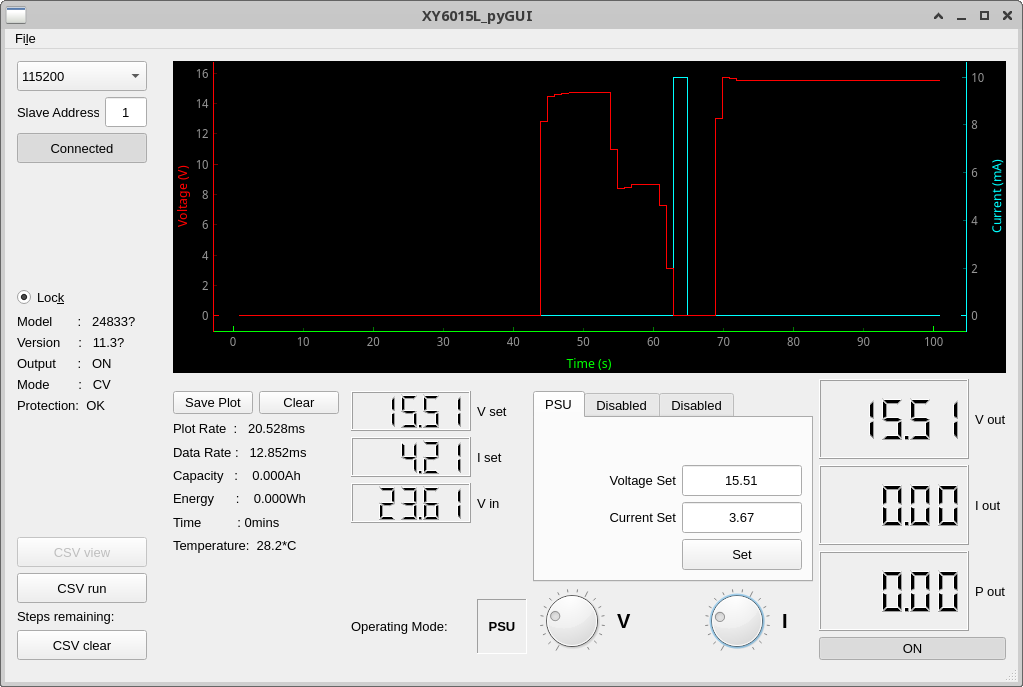 XY6015L_pyGUI
File
115200
Slave Address 1
Connected
Lock
Model : 24833?
Version : 11.3?
Output : ON
Mode : CV
Protection: OK
CSV view
CSV run
Steps remaining:
CSV clear
16
14
12
10
8
6
4
2
0
Voltage (V)
0 10 20 30 40 50 60 70 80 90 100
Time (s)
10
8
6
4
2
0
Current (mA)
Save Plot Clear
Plot Rate : 20.528ms
Data Rate : 12.852ms
Capacity : 0.000Ah
Energy : 0.000Wh
Time : 0mins
Temperature: 28.2*C
15.51 V set
4.21 I set
23.61 V in
Operating Mode: PSU
PSU Disabled Disabled
Voltage Set 15.51
Current Set 3.67
Set
V I
15.51 V out
0.00 I out
0.00 P out
ON